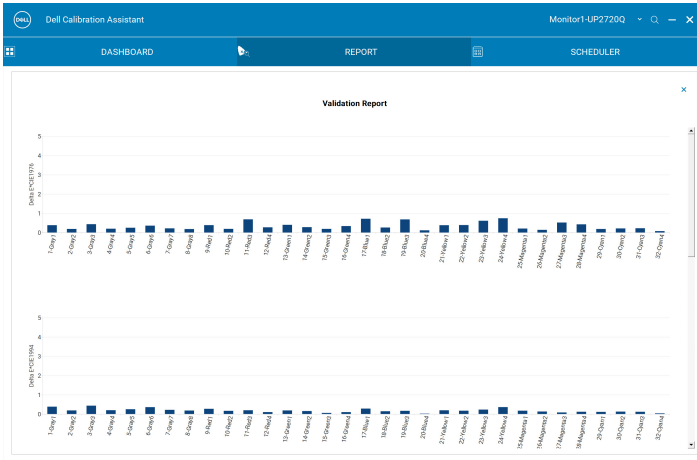 DELL Dell Calibration Assistant Monitor1-UP2720Q
DASHBOARD REPORT SCHEDULER
Validation Report
Delta E*CIE1976
5
4
3
2
1
0
1-Gray1 2-Gray2 3-Gray3 4-Gray4 5-Gray5 6-Gray6 7-Gray7 8-Gray8 9-Red1 10-Red2 11-Red3 12-Red4 13-Green1 14-Green2 15-Green3 16-Green4 17-Blue1 18-Blue2 19-Blue3 20-Blue4 21-Yellow1 22-Yellow2 23-Yellow3 24-Yellow4 25-Magenta1 26-Magenta2 27-Magenta3 28-Magenta4 29-Cyan1 30-Cyan2 31-Cyan3 32-Cyan4
Delta E*CIE1994
5
4
3
2
1
0
1-Gray1 2-Gray2 3-Gray3 4-Gray4 5-Gray5 6-Gray6 7-Gray7 8-Gray8 9-Red1 10-Red2 11-Red3 12-Red4 13-Green1 14-Green2 15-Green3 16-Green4 17-Blue1 18-Blue2 19-Blue3 20-Blue4 21-Yellow1 22-Yellow2 23-Yellow3 24-Yellow4 25-Magenta1 26-Magenta2 27-Magenta3 28-Magenta4 29-Cyan1 30-Cyan2 31-Cyan3 32-Cyan4